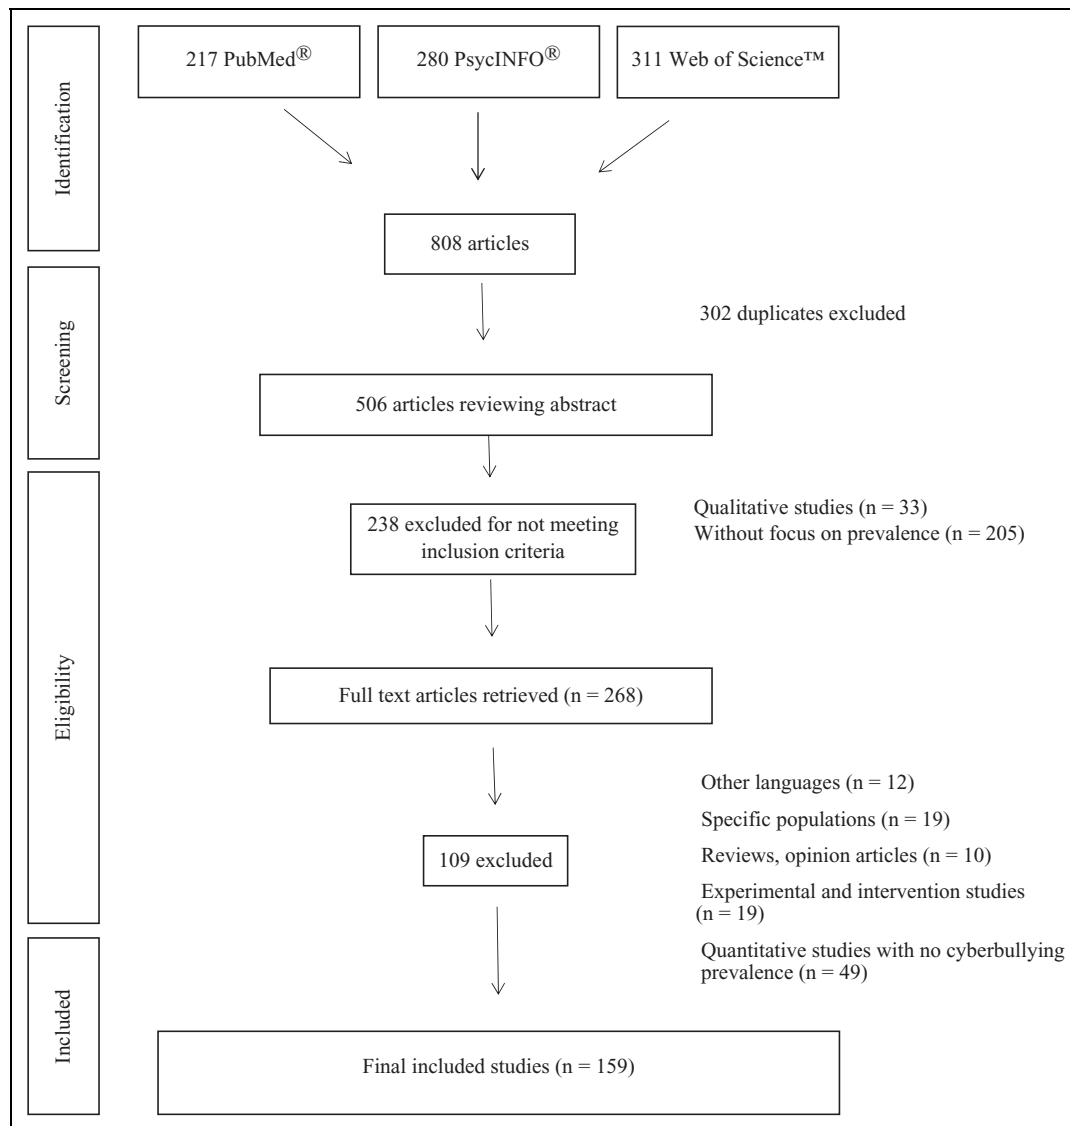 Identification
217 PubMed®
280 PsycINFO®
311 Web of Science™
808 articles
Screening
302 duplicates excluded
506 articles reviewing abstract
Eligibility
238 excluded for not meeting
inclusion criteria
Qualitative studies (n = 33)
Without focus on prevalence (n = 205)
Full text articles retrieved (n = 268)
109 excluded
Other languages (n = 12)
Specific populations (n = 19)
Reviews, opinion articles (n = 10)
Experimental and intervention studies
(n = 19)
Quantitative studies with no cyberbullying
prevalence (n = 49)
Included
Final included studies (n = 159)